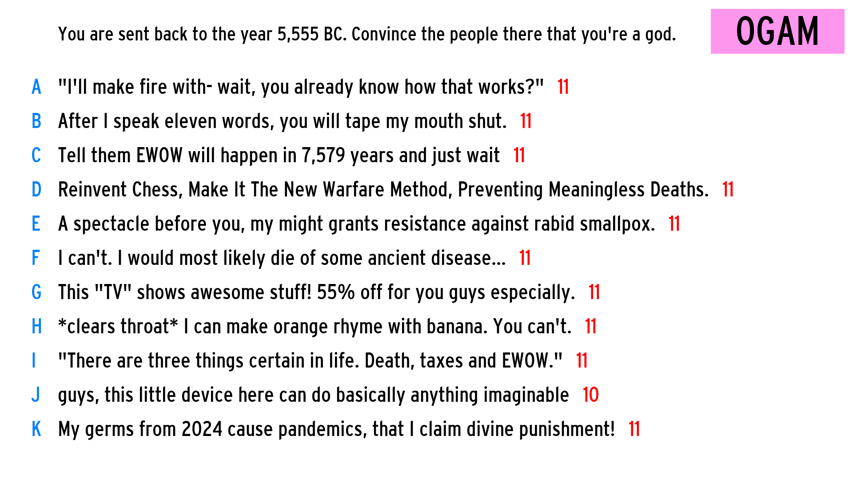 You are sent back to the year 5,555 BC. Convince the people there that you're a god.
OGAM
A "I'll make fire with- wait, you already know how that works?" 11
B After I speak eleven words, you will tape my mouth shut. 11
C Tell them EWOW will happen in 7,579 years and just wait 11
D Reinvent Chess, Make It The New Warfare Method, Preventing Meaningless Deaths. 11
E A spectacle before you, my might grants resistance against rabid smallpox. 11
F I can't. I would most likely die of some ancient disease... 11
G This "TV" shows awesome stuff! 55% off for you guys especially. 11
H *clears throat* I can make orange rhyme with banana. You can't. 11
I "There are three things certain in life. Death, taxes and EWOW." 11
J guys, this little device here can do basically anything imaginable 10
K My germs from 2024 cause pandemics, that I claim divine punishment! 11